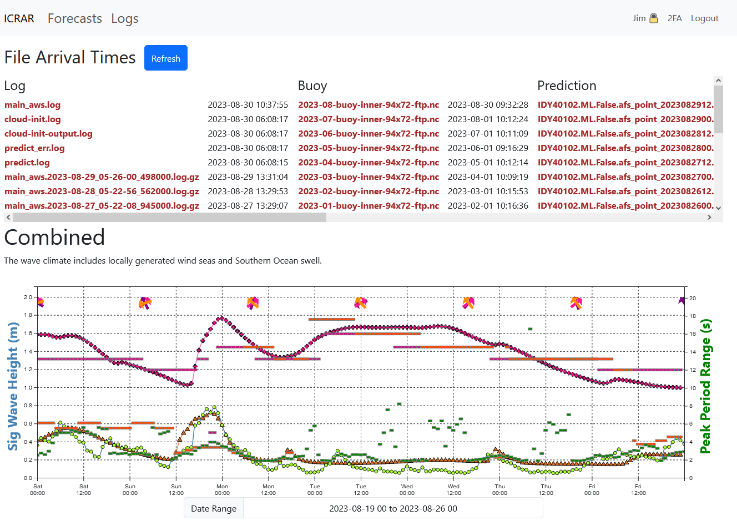 ICRAR Forecasts Logs Jim 2FA Logout
File Arrival Times Refresh
Log Buoy Prediction
main_aws.log 2023-08-30 10:37:55 2023-08-buoy-inner-94x72-ftp.nc 2023-08-30 09:32:28 IDY40102.ML.False.afs_point_2023082912.
cloud-init.log 2023-08-30 06:08:17 2023-07-buoy-inner-94x72-ftp.nc 2023-08-01 10:12:24 IDY40102.ML.False.afs_point_2023082900.
cloud-init-output.log 2023-08-30 06:08:17 2023-06-buoy-inner-94x72-ftp.nc 2023-07-01 10:11:09 IDY40102.ML.False.afs_point_2023082812.
predict_err.log 2023-08-30 06:08:17 2023-05-buoy-inner-94x72-ftp.nc 2023-06-01 09:16:29 IDY40102.ML.False.afs_point_2023082800.
predict.log 2023-08-30 06:08:15 2023-04-buoy-inner-94x72-ftp.nc 2023-05-01 10:12:14 IDY40102.ML.False.afs_point_2023082712.
main_aws.2023-08-29_05-26-00_498000.log.gz 2023-08-29 13:31:04 2023-03-buoy-inner-94x72-ftp.nc 2023-04-01 10:09:19 IDY40102.ML.False.afs_point_2023082700.
main_aws.2023-08-28_05-22-56_562000.log.gz 2023-08-28 13:29:53 2023-02-buoy-inner-94x72-ftp.nc 2023-03-01 10:15:53 IDY40102.ML.False.afs_point_2023082612.
main_aws.2023-08-27_05-22-08_945000.log.gz 2023-08-27 13:29:07 2023-01-buoy-inner-94x72-ftp.nc 2023-02-01 10:16:36 IDY40102.ML.False.afs_point_2023082600.
Combined
The wave climate includes locally generated wind seas and Southern Ocean swell.
Sig Wave Height (m)
2.0
1.8
1.6
1.4
1.2
1.0
0.8
0.6
0.4
0.2
0.0
20
18
16
14
12
10
8
6
4
2
0
Peak Period Range (s)
Sat Sat Sun Sun Mon Mon Tue Tue Wed Wed Thu Thu Fri Fri
00:00 12:00 00:00 12:00 00:00 12:00 00:00 12:00 00:00 12:00 00:00 12:00 00:00 12:00
Date Range 2023-08-19 00 to 2023-08-26 00